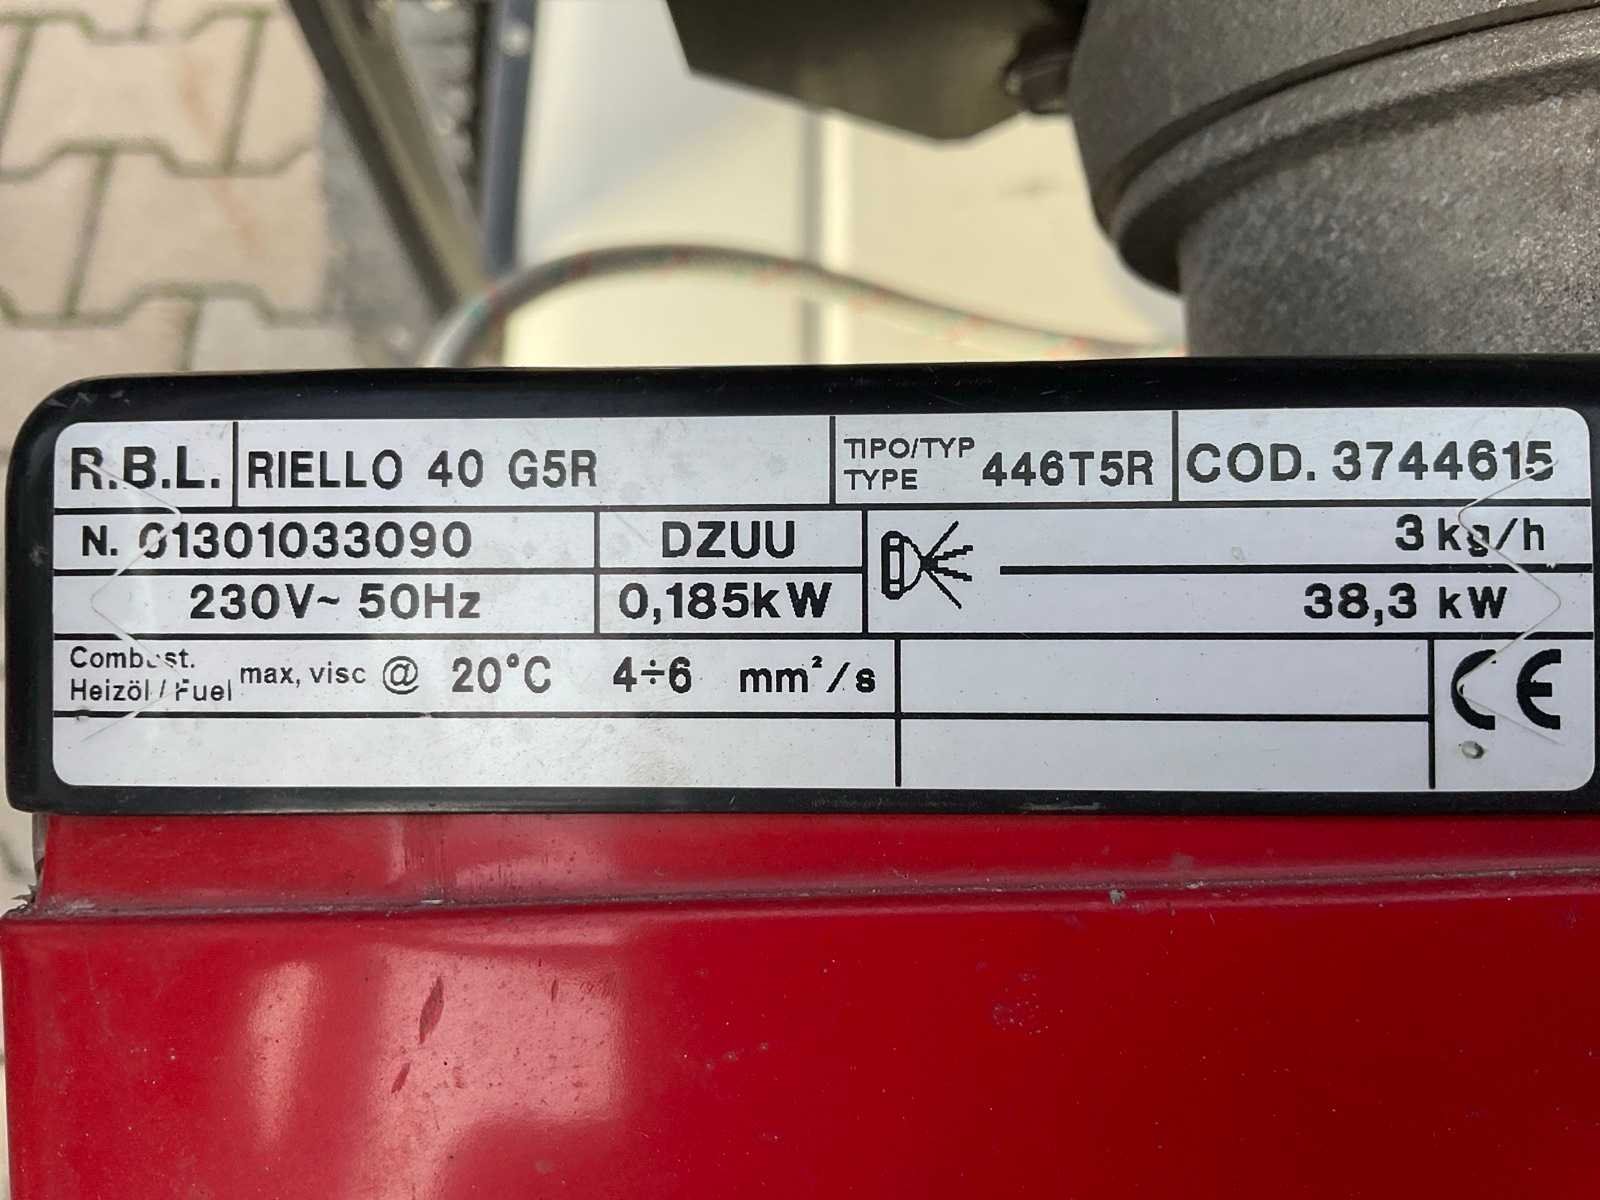 R.B.L. RIELLO 40 G5R TIPO/TYP TYPE 446T5R COD. 3744615
N. 01301033090 DZUU 3 kg/h
230V~ 50Hz 0,185kW 38,3 kW
Combust. Heizöl / Fuel max, visc @ 20°C 4÷6 mm²/s CE